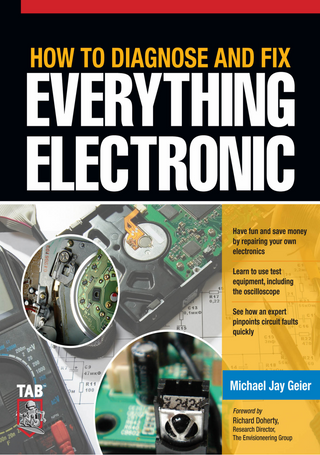 HOW TO DIAGNOSE AND FIX
EVERYTHING
ELECTRONIC
Have fun and save money
by repairing your own
electronics
Learn to use test
equipment, including
the oscilloscope
See how an expert
pinpoints circuit faults
quickly
Michael Jay Geier
Foreword by
Richard Doherty,
Research Director,
The Envisioneering Group
TAB